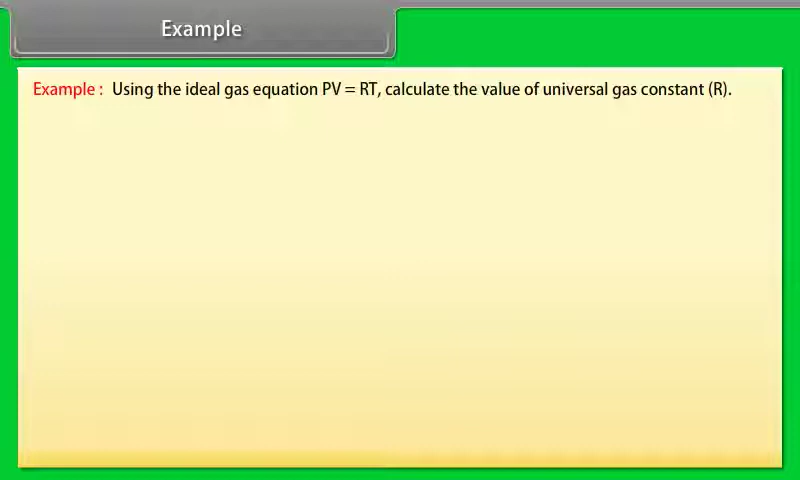 Example
Example : Using the ideal gas equation PV = RT, calculate the value of universal gas constant (R).